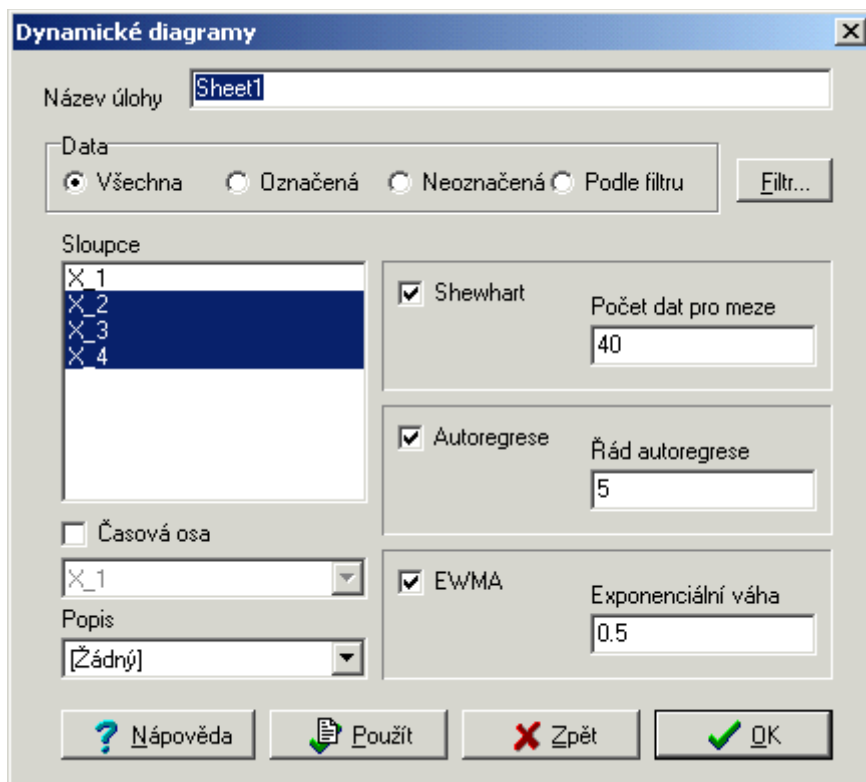 Dynamické diagramy
Název úlohy Sheet1
Data
Všechna Označená Neoznačená Podle filtru Filtr...
Sloupce
X_1
X_2
X_3
X_4
Shewhart
Počet dat pro meze
40
Autoregrese
Řád autoregrese
5
Časová osa
X_1
Popis
[Žádný]
EWMA
Exponenciální váha
0.5
? Nápověda Použít Zpět OK